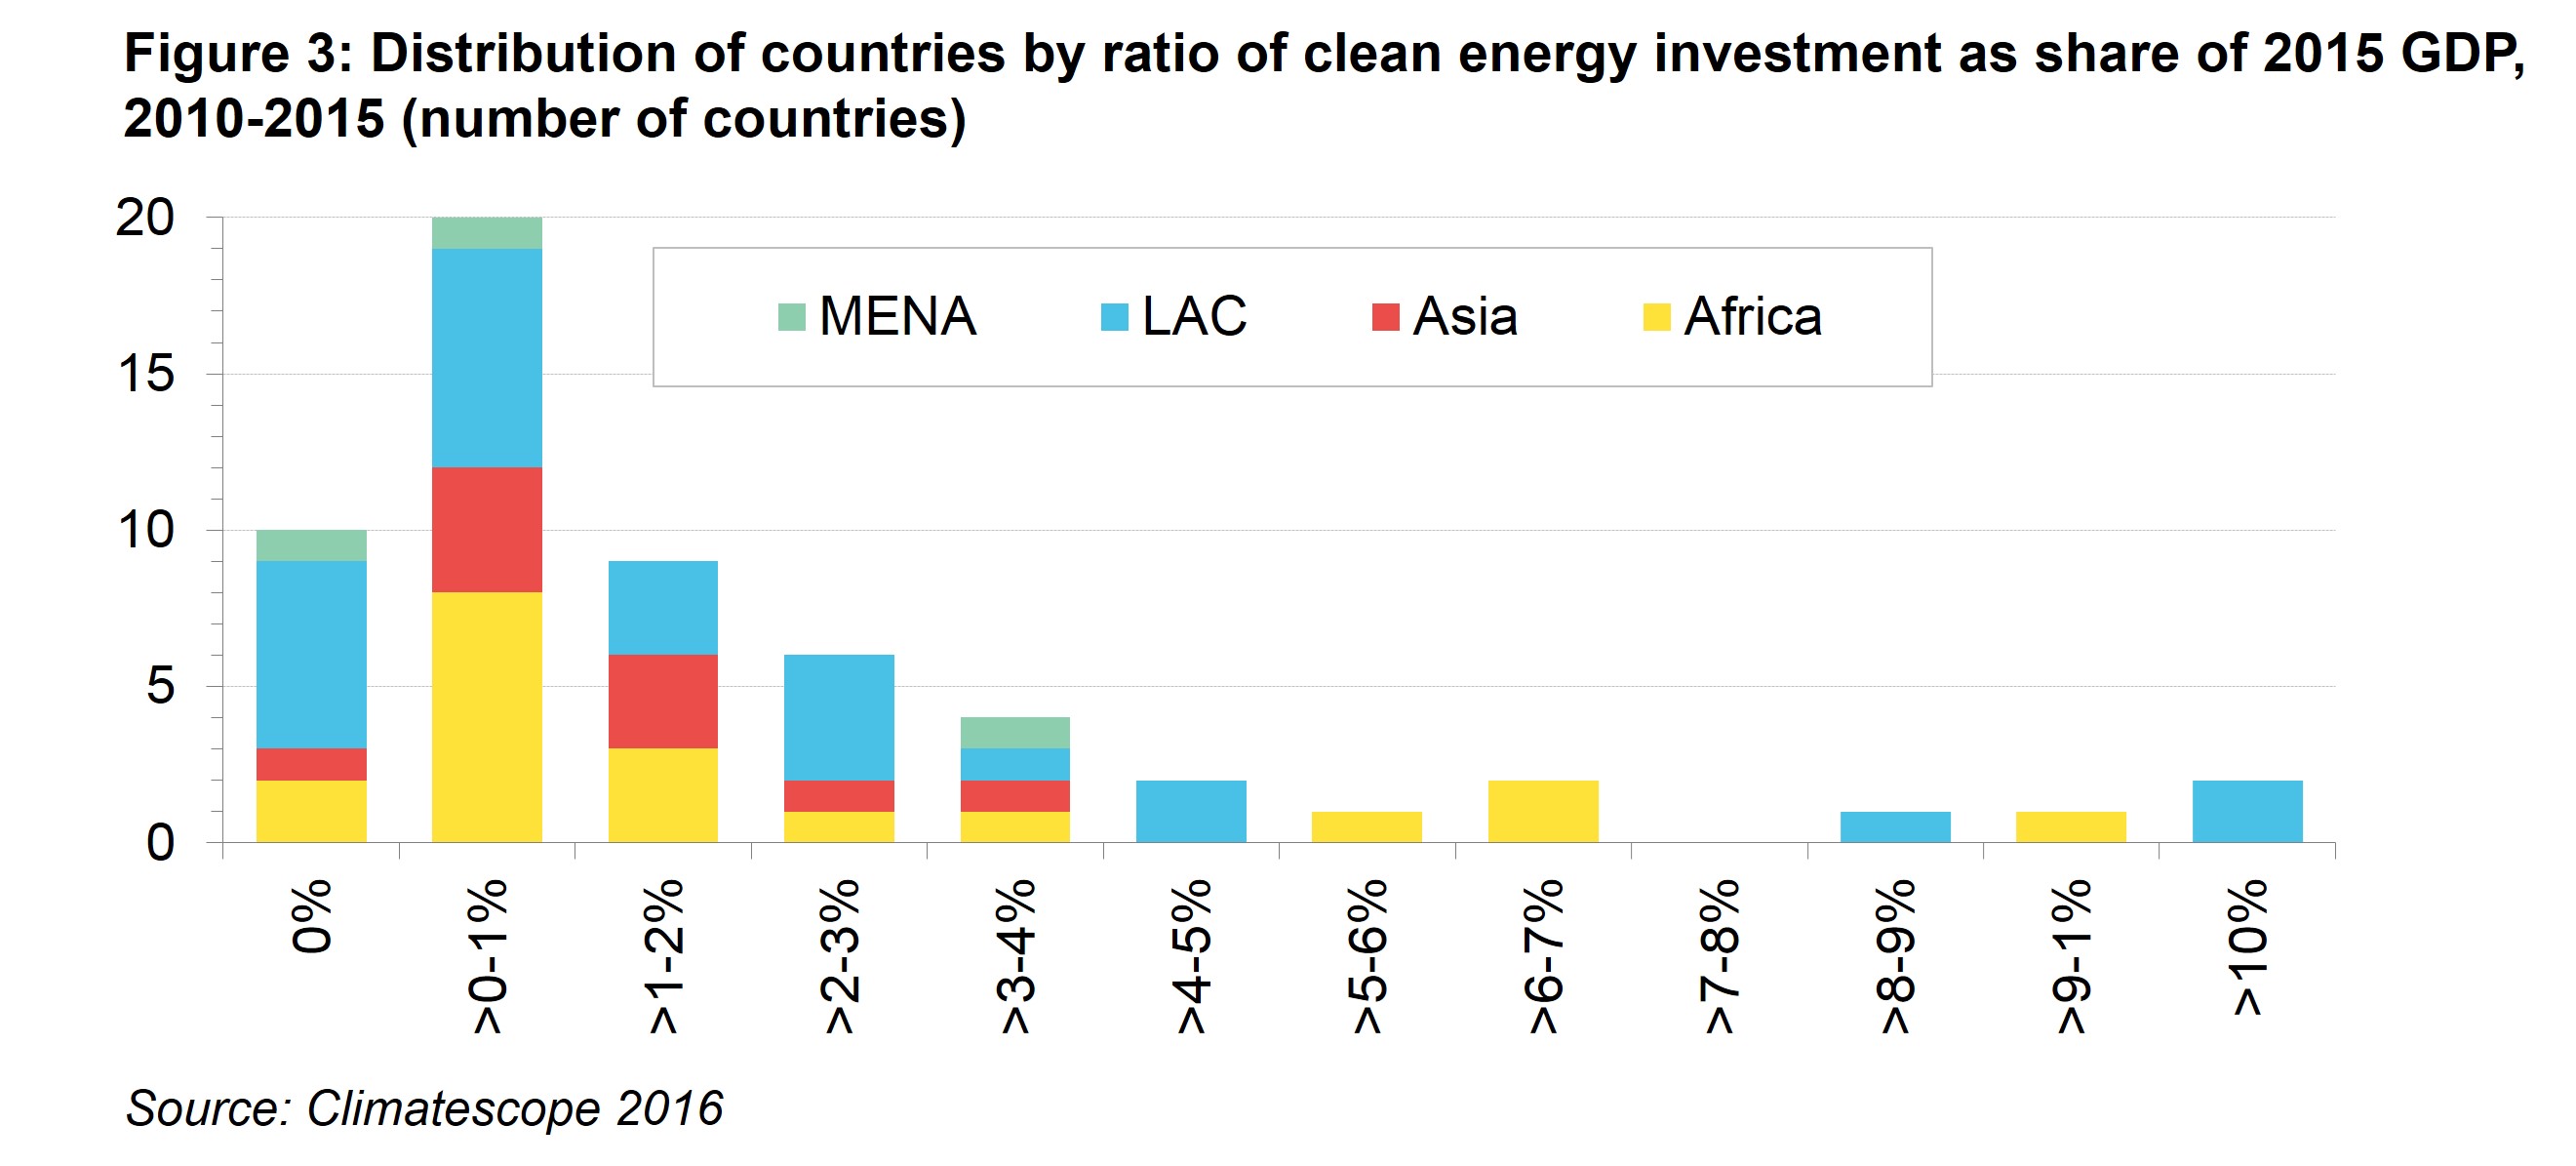 Figure 3: Distribution of countries by ratio of clean energy investment as share of 2015 GDP,
2010-2015 (number of countries)
20
15
10
5
0
MENA LAC Asia Africa
0% >0-1% >1-2% >2-3% >3-4% >4-5% >5-6% >6-7% >7-8% >8-9% >9-1% >10%
Source: Climatescope 2016